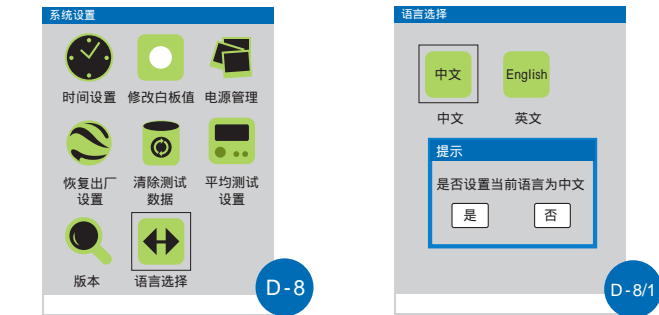 系统设置
时间设置 修改白板值 电源管理
恢复出厂 清除测试 平均测试
设置 数据 设置
版本 语言选择
D-8
语言选择
中文 English
中文 英文
提示
是否设置当前语言为中文
是 否
D-8/1